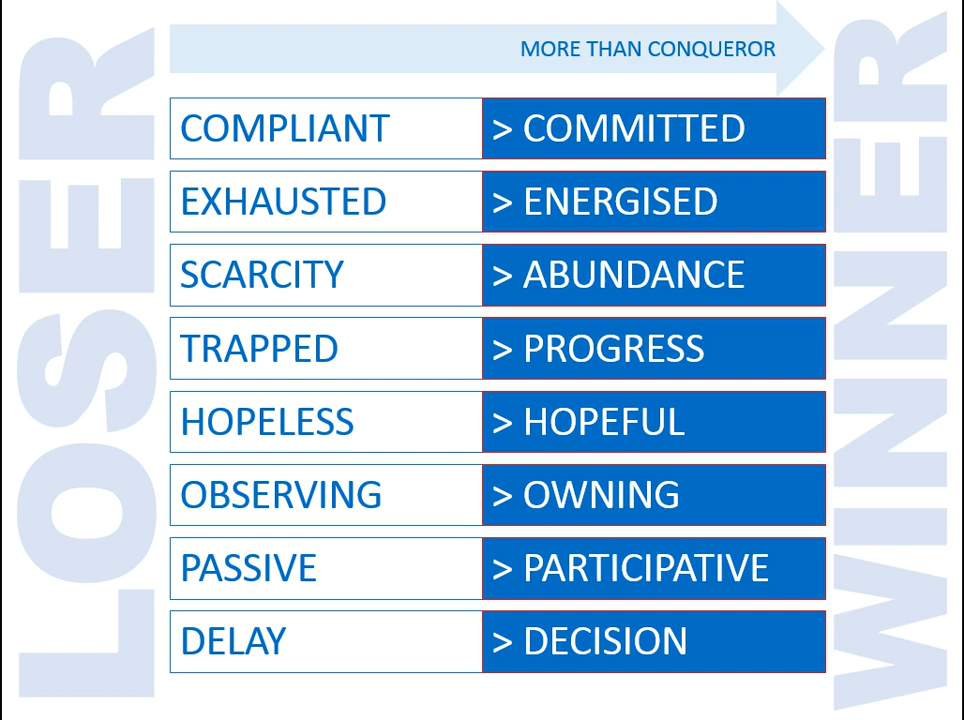 LOSER
MORE THAN CONQUEROR
COMPLIANT > COMMITTED
EXHAUSTED > ENERGISED
SCARCITY > ABUNDANCE
TRAPPED > PROGRESS
HOPELESS > HOPEFUL
OBSERVING > OWNING
PASSIVE > PARTICIPATIVE
DELAY > DECISION
WINNER